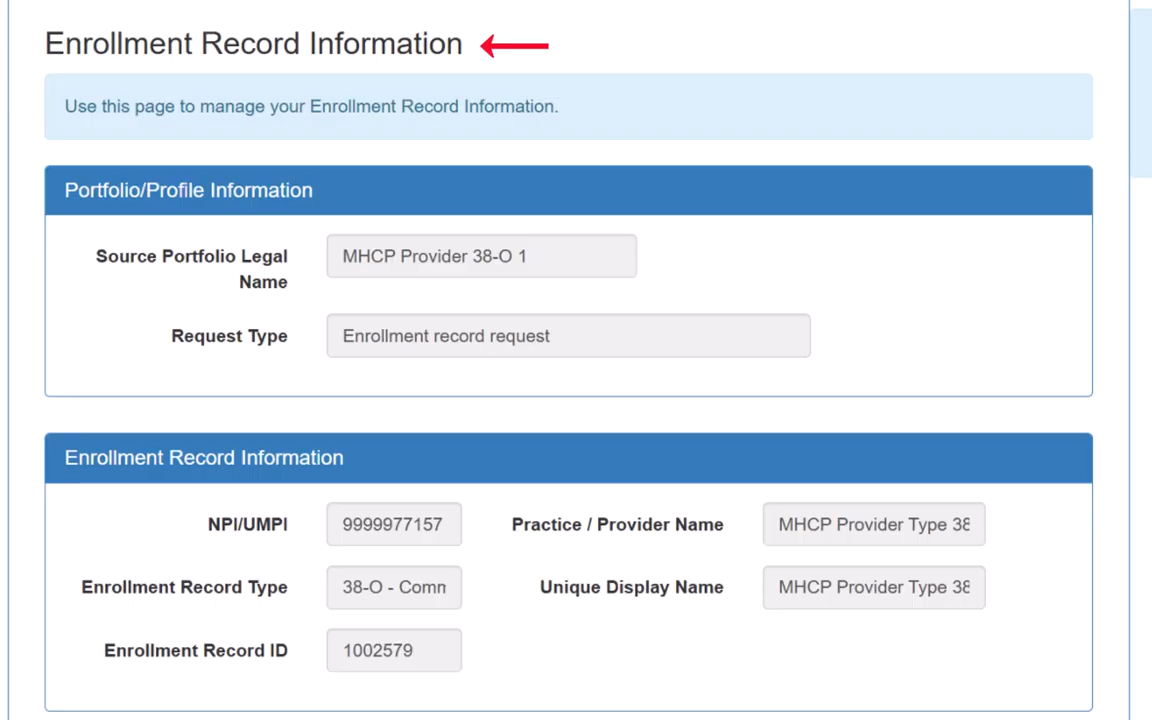 Enrollment Record Information
Use this page to manage your Enrollment Record Information.
Portfolio/Profile Information
Source Portfolio Legal
Name
MHCP Provider 38-O 1
Request Type
Enrollment record request
Enrollment Record Information
NPI/UMPI
9999977157
Practice / Provider Name
MHCP Provider Type 38
Enrollment Record Type
38-O - Comm
Unique Display Name
MHCP Provider Type 38
Enrollment Record ID
1002579